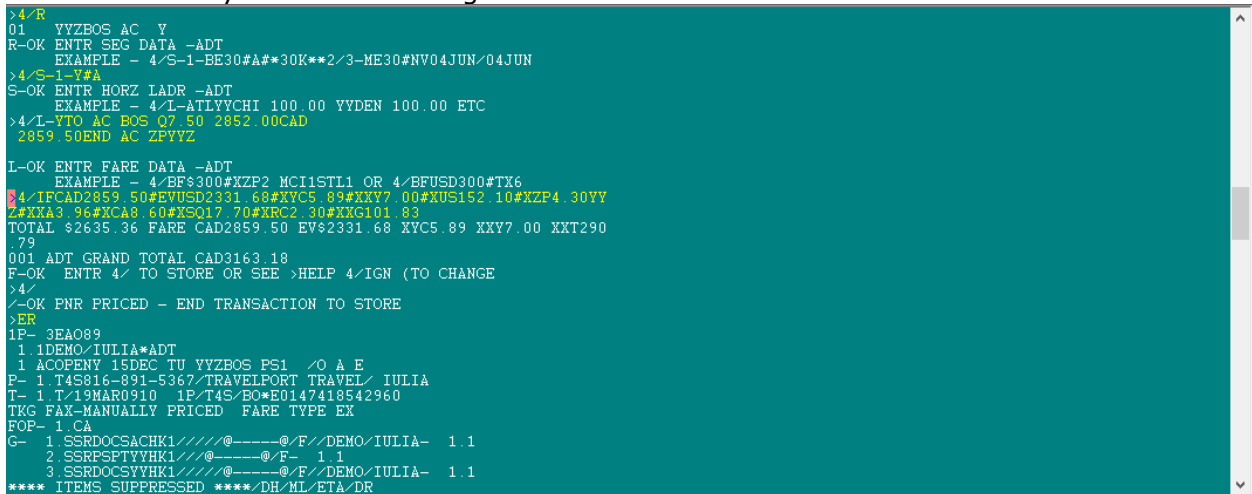 >4/R
01   YYZBOS AC  Y
R-OK ENTR SEG DATA -ADT
     EXAMPLE - 4/S-1-BE30#A#*30K**2/3-ME30#NV04JUN/04JUN
>4/S-1-Y#A
S-OK ENTR HORZ LADR -ADT
     EXAMPLE - 4/L-ATLYYCHI 100.00 YYDEN 100.00 ETC
>4/L-YTO AC BOS Q7.50 2852.00CAD
 2859.50END AC ZPYYZ
L-OK ENTR FARE DATA -ADT
     EXAMPLE - 4/BF$300#XZP2 MCI1STL1 OR 4/BFUSD300#TX6
>4/IFCAD2859.50#EVUSD2331.68#XYC5.89#XXY7.00#XUS152.10#XZP4.30YY
Z#XXA3.96#XCA8.60#XSQ17.70#XRC2.30#XXG101.83
TOTAL $2635.36 FARE CAD2859.50 EV$2331.68 XYC5.89 XXY7.00 XXT290
.79
001 ADT GRAND TOTAL CAD3163.18
F-OK  ENTR 4/ TO STORE OR SEE >HELP 4/IGN (TO CHANGE
>4/
/-OK PNR PRICED - END TRANSACTION TO STORE
>ER
1P- 3EAO89
 1.1DEMO/IULIA*ADT
 1 ACOPENY 15DEC TU YYZBOS PS1  /O A E
P- 1.T4S816-891-5367/TRAVELPORT TRAVEL/ IULIA
T- 1.T/19MAR0910  1P/T4S/BO*E0147418542960
TKG FAX-MANUALLY PRICED  FARE TYPE EX
FOP- 1.CA
G-  1.SSRDOCSACHK1/////@-----@/F//DEMO/IULIA-  1.1
    2.SSRPSPTYYHK1///@-----@/F-  1.1
    3.SSRDOCSYYHK1/////@-----@/F//DEMO/IULIA-  1.1
**** ITEMS SUPPRESSED ****/DH/ML/ETA/DR